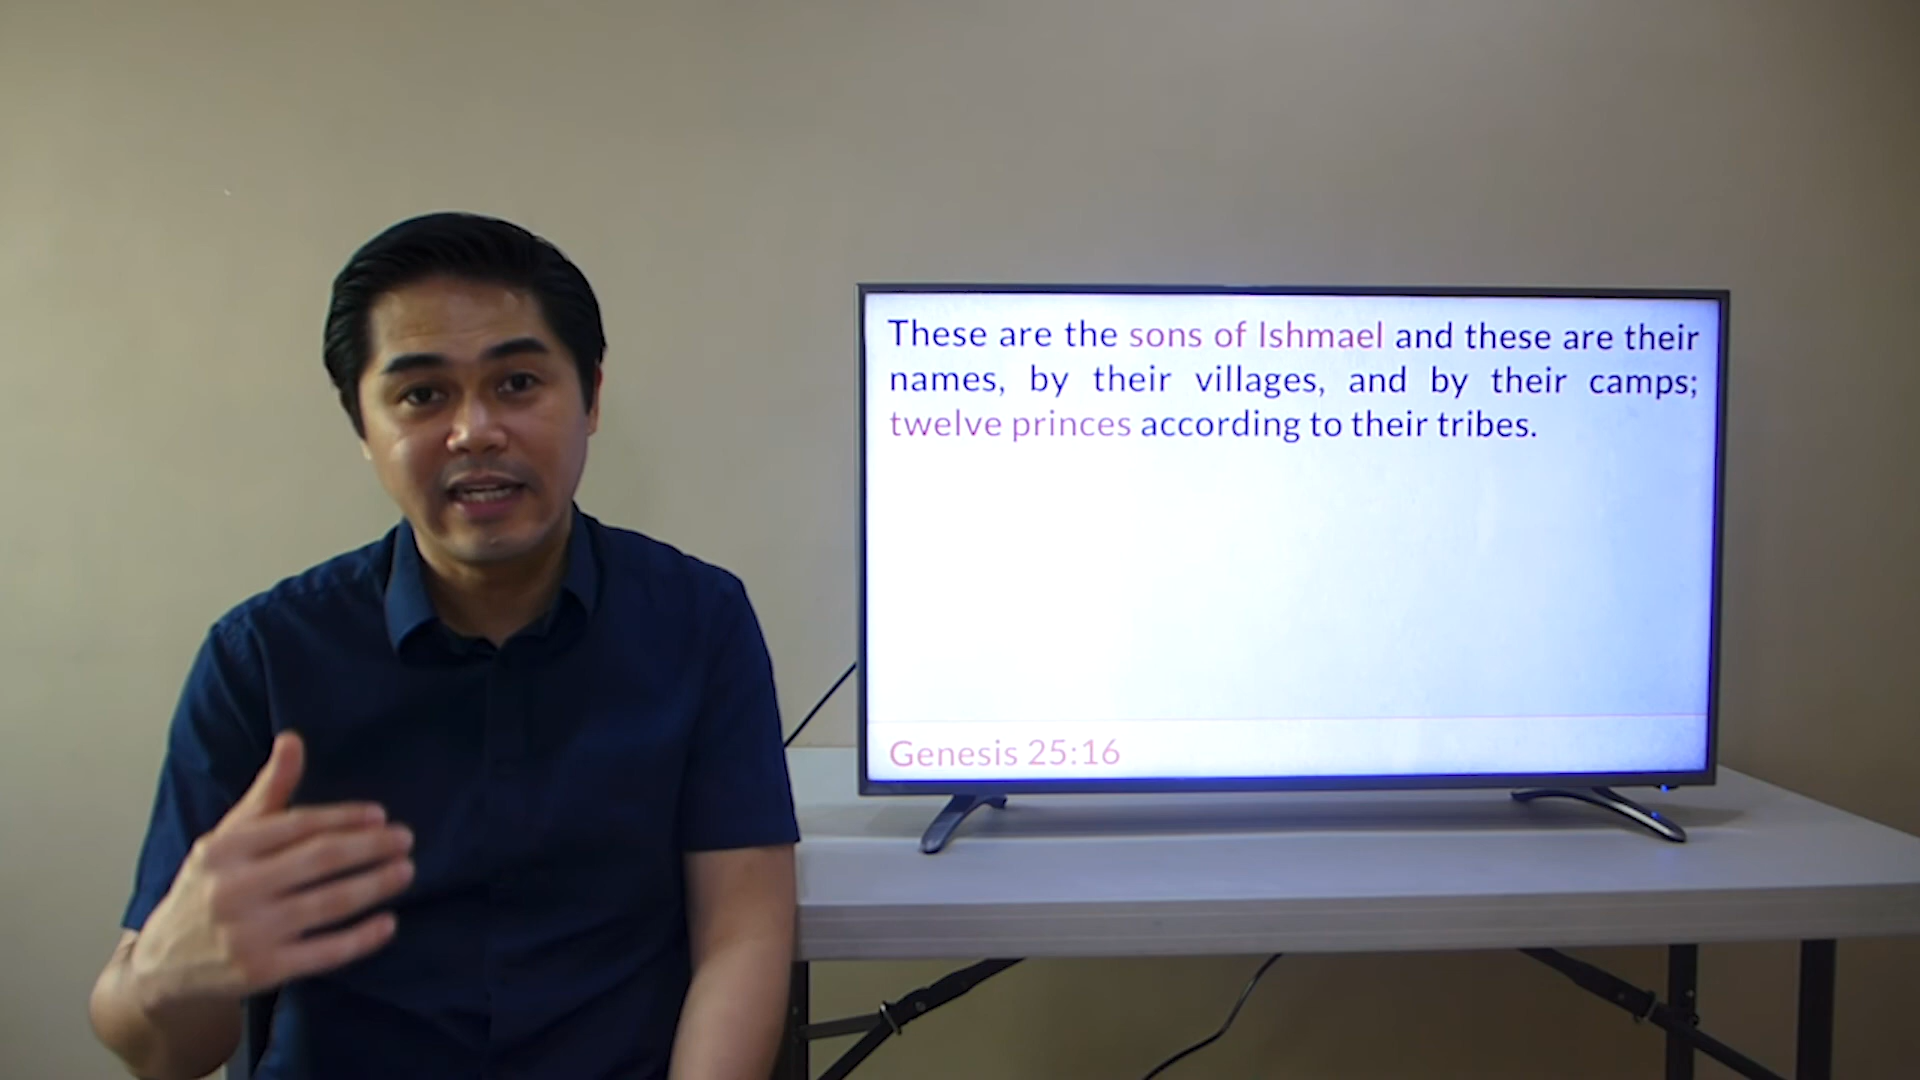 These are the sons of Ishmael and these are their
names, by their villages, and by their camps;
twelve princes according to their tribes.
Genesis 25:16